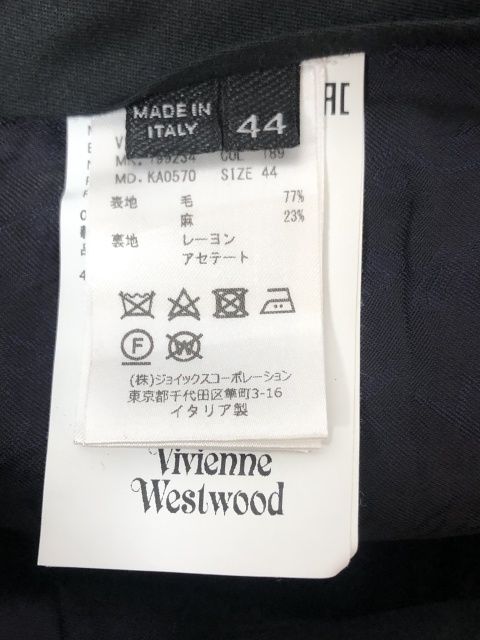 MADE IN
ITALY
44
COL 189
MD. KA0570 SIZE 44
表地 毛 77%
麻 23%
裏地 レーヨン
アセテート
F
W
(株)ジョイックスコーポレーション
東京都千代田区隼町3-16
イタリア製
Vivienne
Westwood